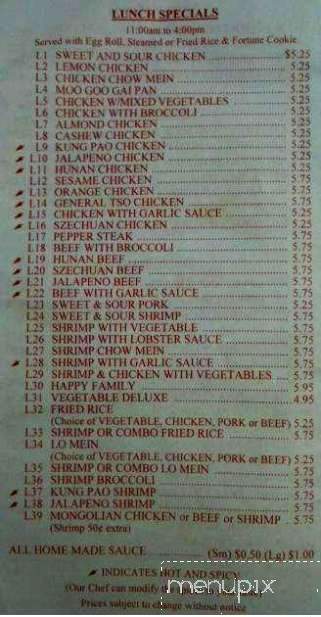 LUNCH SPECIALS
11:00am to 4:00pm
Served with Egg Roll, Steamed or Fried Rice & Fortune Cookie
L1 SWEET AND SOUR CHICKEN $5.25
L2 LEMON CHICKEN 5.25
L3 CHICKEN CHOW MEIN 5.25
L4 MOO GOO GAI PAN 5.25
L5 CHICKEN W/MIXED VEGETABLES 5.25
L6 CHICKEN WITH BROCCOLI 5.25
L7 ALMOND CHICKEN 5.25
L8 CASHEW CHICKEN 5.25
L9 KUNG PAO CHICKEN 5.25
L10 JALAPENO CHICKEN 5.25
L11 HUNAN CHICKEN 5.25
L12 SESAME CHICKEN 5.75
L13 ORANGE CHICKEN 5.75
L14 GENERAL TSO CHICKEN 5.75
L15 CHICKEN WITH GARLIC SAUCE 5.25
L16 SZECHUAN CHICKEN 5.25
L17 PEPPER STEAK 5.75
L18 BEEF WITH BROCCOLI 5.75
L19 HUNAN BEEF 5.75
L20 SZECHUAN BEEF 5.75
L21 JALAPENO BEEF 5.75
L22 BEEF WITH GARLIC SAUCE 5.75
L23 SWEET & SOUR PORK 5.25
L24 SWEET & SOUR SHRIMP 5.75
L25 SHRIMP WITH VEGETABLE 5.75
L26 SHRIMP WITH LOBSTER SAUCE 5.75
L27 SHRIMP CHOW MEIN 5.75
L28 SHRIMP WITH GARLIC SAUCE 5.75
L29 SHRIMP & CHICKEN WITH VEGETABLES 5.75
L30 HAPPY FAMILY 5.95
L31 VEGETABLE DELUXE 4.95
L32 FRIED RICE
(Choice of VEGETABLE, CHICKEN, PORK or BEEF) 5.25
L33 SHRIMP OR COMBO FRIED RICE 5.75
L34 LO MEIN
(Choice of VEGETABLE, CHICKEN, PORK or BEEF) 5.25
L35 SHRIMP OR COMBO LO MEIN 5.75
L36 SHRIMP BROCCOLI 5.75
L37 KUNG PAO SHRIMP 5.75
L38 JALAPENO SHRIMP 5.75
L39 MONGOLIAN CHICKEN or BEEF or SHRIMP 5.75
(Shrimp 50¢ extra)
ALL HOME MADE SAUCE (Sm) $0.50 (Lg) $1.00
INDICATES HOT AND SPICY
(Our Chef can modify the
Prices subject to change without notice
menupix